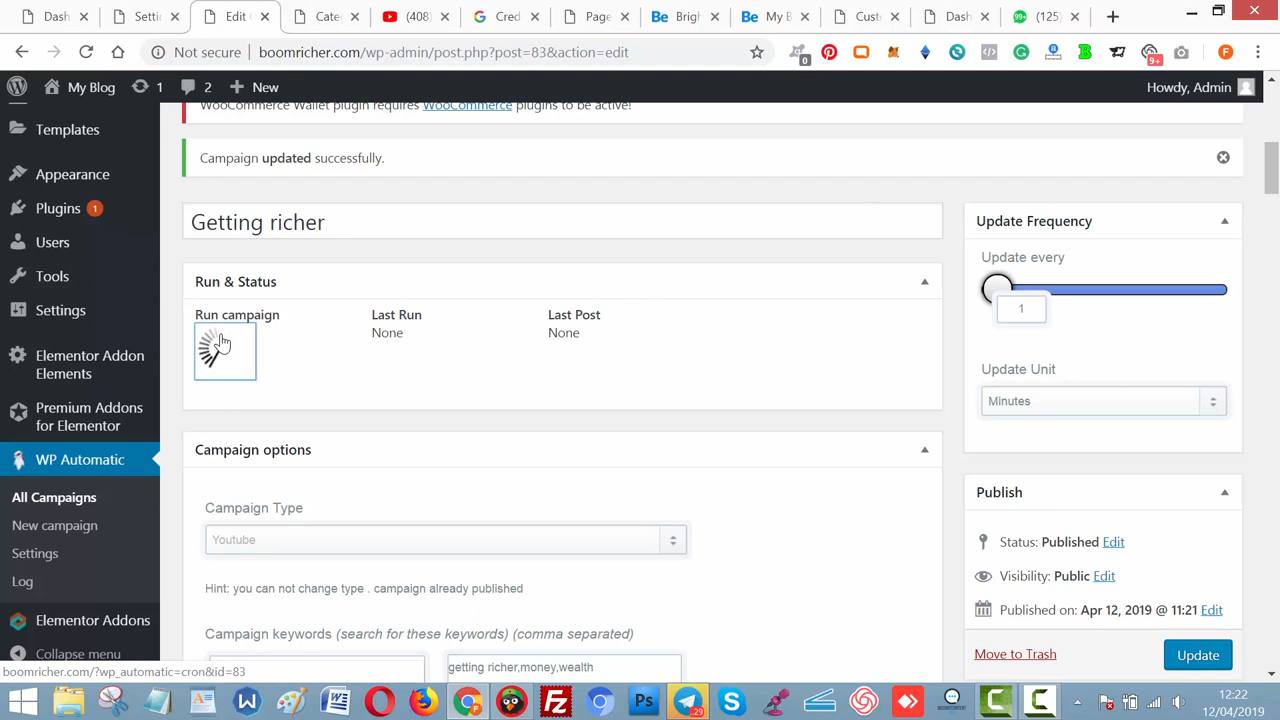 Dash
Setti
Edit C
Categ
(408)
Cred
Page
Brigh
My B
Custo
Dash
(125)
Not secure
boomricher.com/wp-admin/post.php?post=83&action=edit
0
9+
F
My Blog
1
2
New
Howdy, Admin
WooCommerce Wallet plugin requires WooCommerce plugins to be active!
Campaign updated successfully.
Templates
Appearance
Plugins 1
Users
Tools
Settings
Elementor Addon
Elements
Premium Addons
for Elementor
WP Automatic
All Campaigns
New campaign
Settings
Log
Elementor Addons
Collapse menu
Getting richer
Run & Status
Run campaign
Last Run
None
Last Post
None
Campaign options
Campaign Type
Youtube
Hint: you can not change type . campaign already published
Campaign keywords (search for these keywords) (comma separated)
getting richer,money,wealth
Update Frequency
Update every
1
Update Unit
Minutes
Publish
Status: Published Edit
Visibility: Public Edit
Published on: Apr 12, 2019 @ 11:21 Edit
Move to Trash
Update
boomricher.com/?wp_automatic=cron&id=83
12:22
12/04/2019